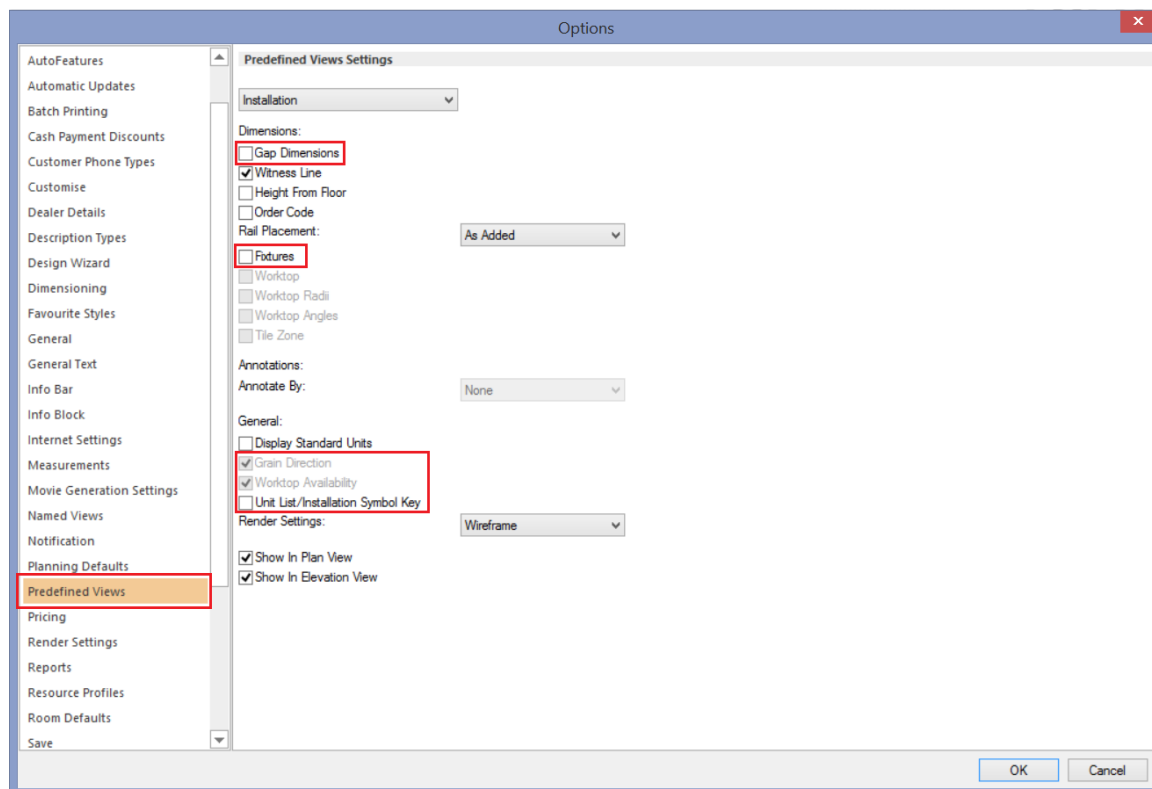 Options
AutoFeatures
Automatic Updates
Batch Printing
Cash Payment Discounts
Customer Phone Types
Customise
Dealer Details
Description Types
Design Wizard
Dimensioning
Favourite Styles
General
General Text
Info Bar
Info Block
Internet Settings
Measurements
Movie Generation Settings
Named Views
Notification
Planning Defaults
Predefined Views
Pricing
Render Settings
Reports
Resource Profiles
Room Defaults
Save
Predefined Views Settings
Installation
Dimensions:
Gap Dimensions
Witness Line
Height From Floor
Order Code
Rail Placement: As Added
Fixtures
Worktop
Worktop Radii
Worktop Angles
Tile Zone
Annotations:
Annotate By: None
General:
Display Standard Units
Grain Direction
Worktop Availability
Unit List/Installation Symbol Key
Render Settings: Wireframe
Show In Plan View
Show In Elevation View
OK Cancel